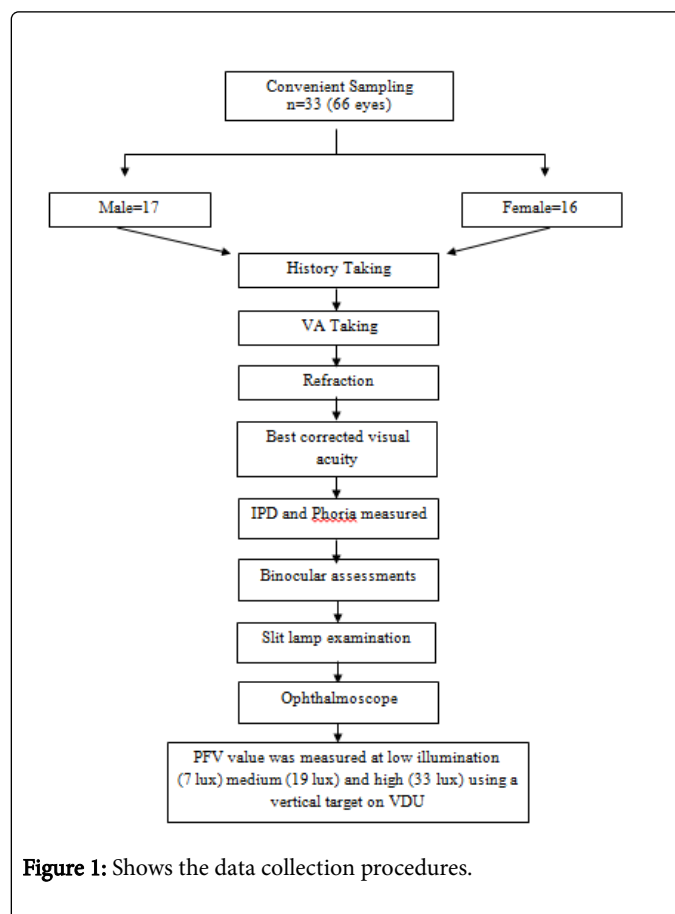 Convenient Sampling
n=33 (66 eyes)
Male=17
Female=16
History Taking
VA Taking
Refraction
Best corrected visual
acuity
IPD and Phoria measured
Binocular assessments
Slit lamp examination
Ophthalmoscope
PFV value was measured at low illumination
(7 lux) medium (19 lux) and high (33 lux) using a
vertical target on VDU
Figure 1: Shows the data collection procedures.